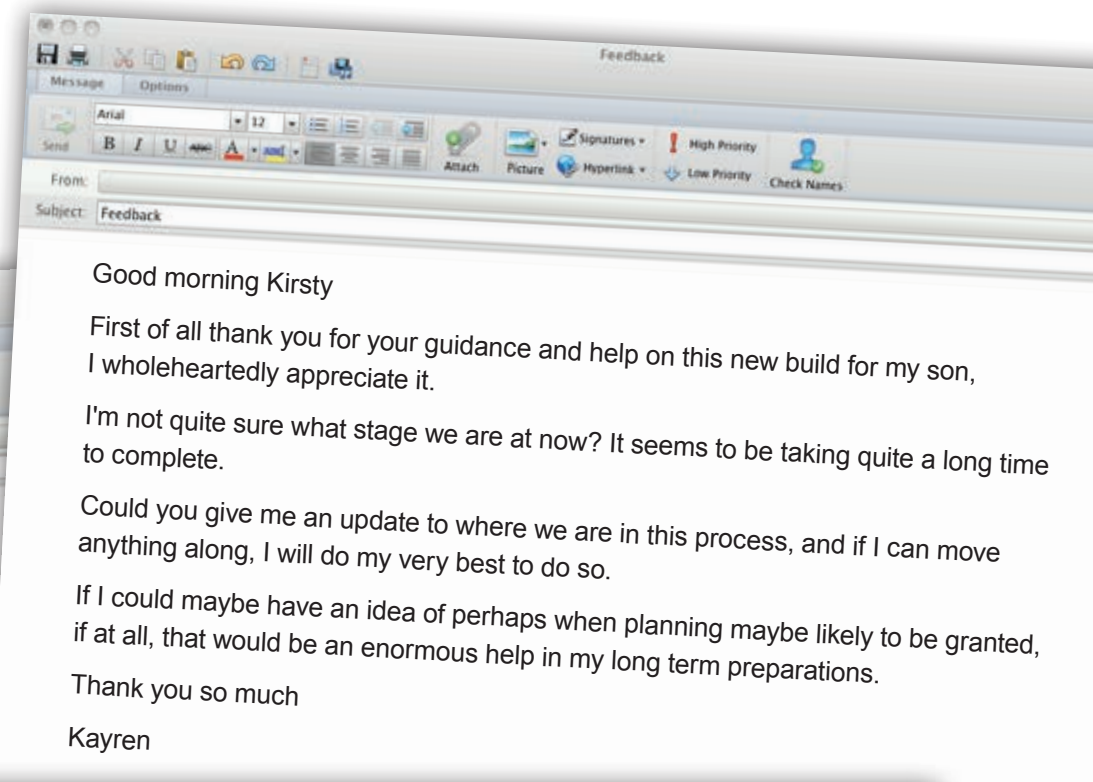 Feedback
Message Options
Arial 12
Send B I U abc A
Attach Picture Signatures High Priority
Hyperlink Low Priority Check Names
From:
Subject: Feedback
Good morning Kirsty
First of all thank you for your guidance and help on this new build for my son,
I wholeheartedly appreciate it.
I'm not quite sure what stage we are at now? It seems to be taking quite a long time
to complete.
Could you give me an update to where we are in this process, and if I can move
anything along, I will do my very best to do so.
If I could maybe have an idea of perhaps when planning maybe likely to be granted,
if at all, that would be an enormous help in my long term preparations.
Thank you so much
Kayren